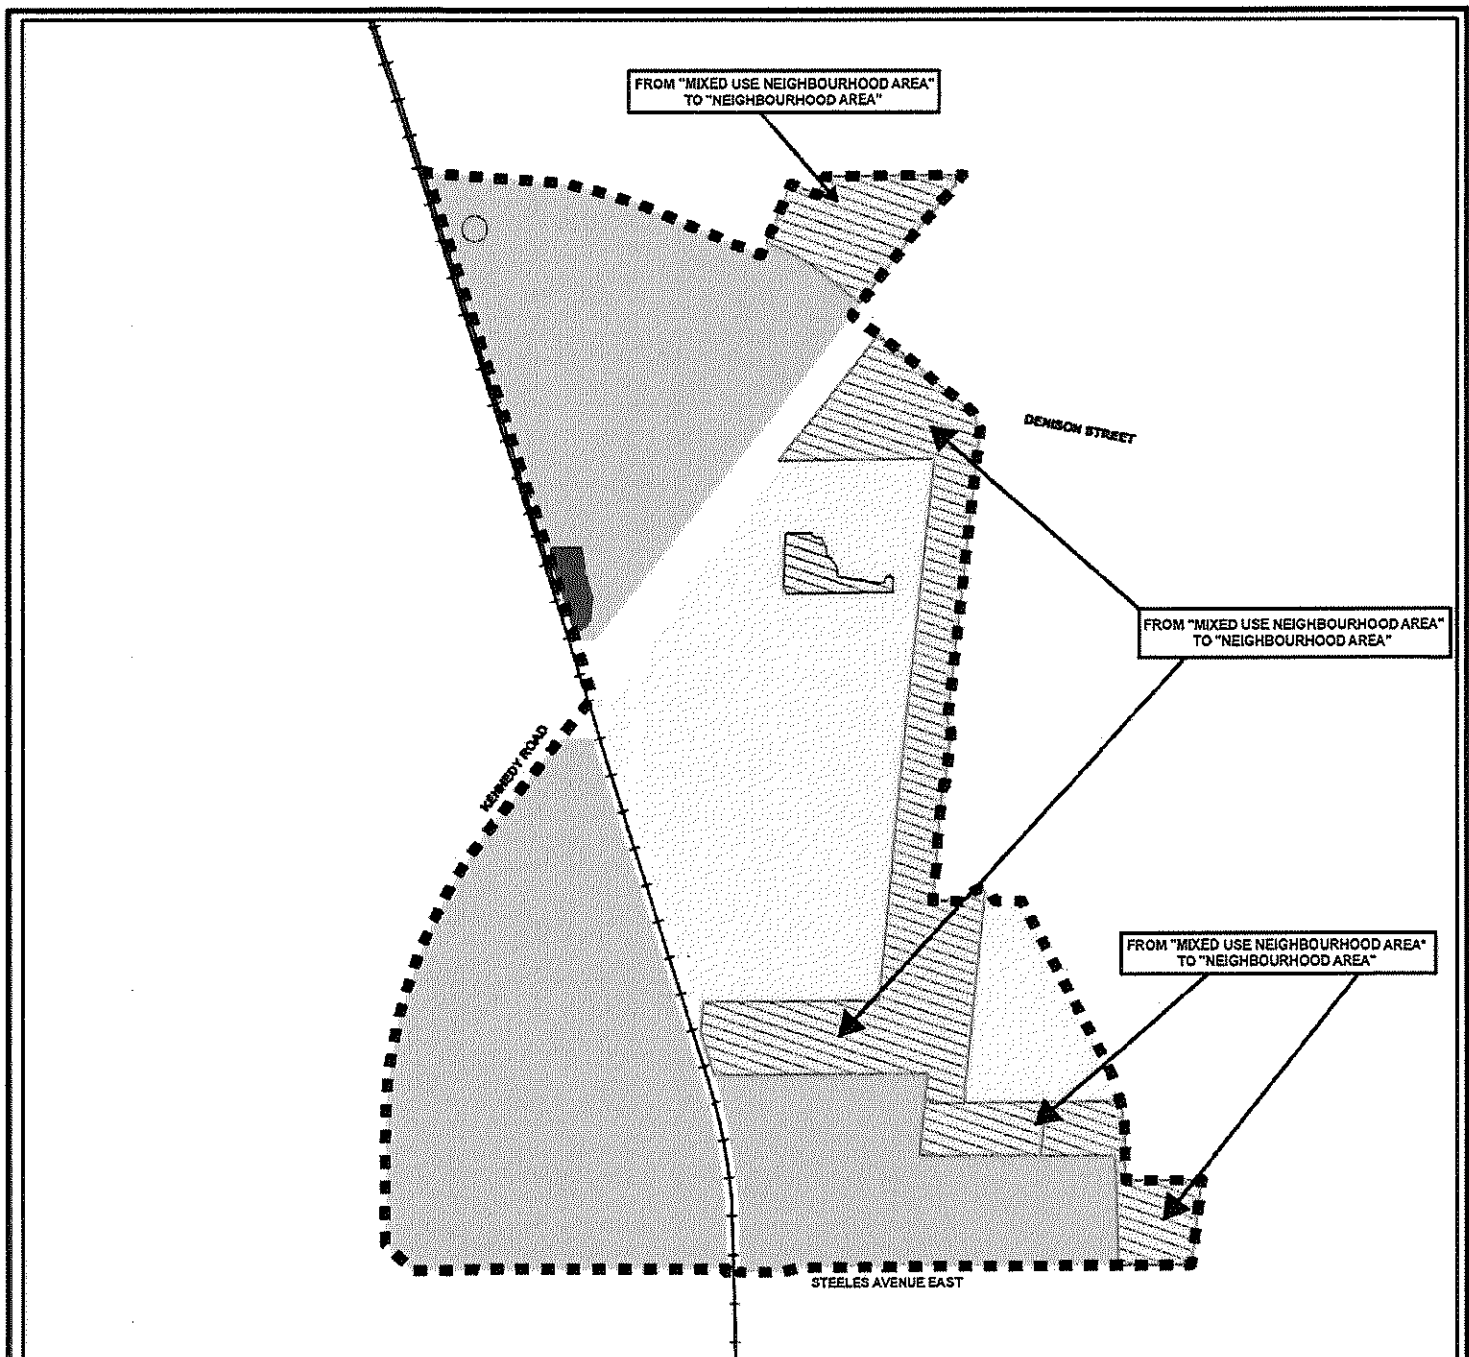 FROM "MIXED USE NEIGHBOURHOOD AREA"
TO "NEIGHBOURHOOD AREA"
DENISON STREET
FROM "MIXED USE NEIGHBOURHOOD AREA"
TO "NEIGHBOURHOOD AREA"
KENNEDY ROAD
FROM "MIXED USE NEIGHBOURHOOD AREA"
TO "NEIGHBOURHOOD AREA"
STEELES AVENUE EAST